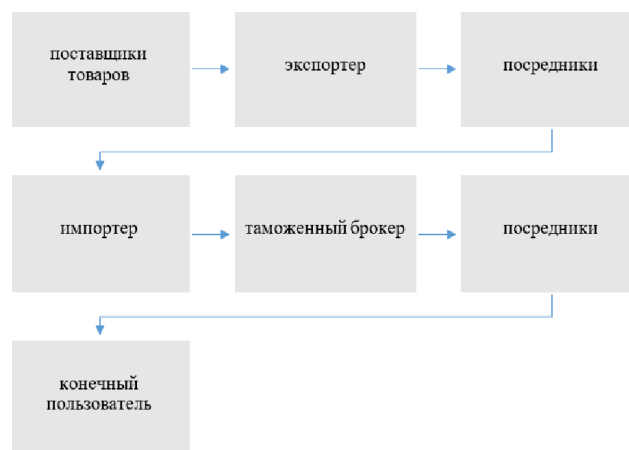 поставщики
товаров
экспортер
посредники
импортер
таможенный брокер
посредники
конечный
пользователь